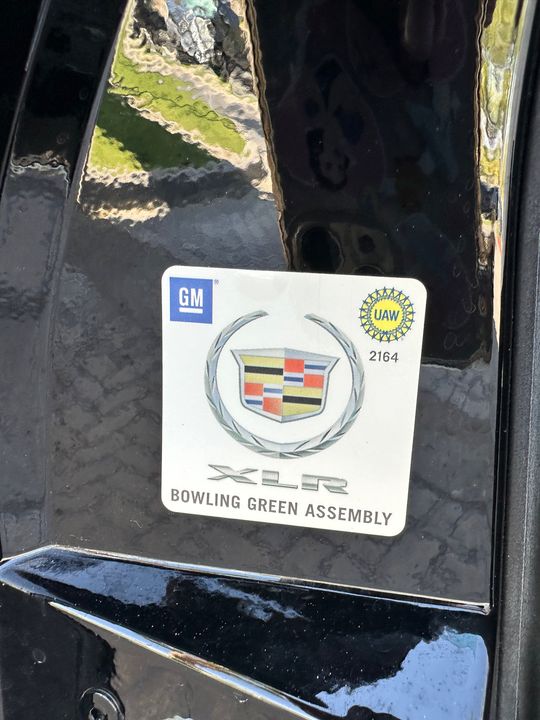 GM
UAW
2164
XLR
BOWLING GREEN ASSEMBLY